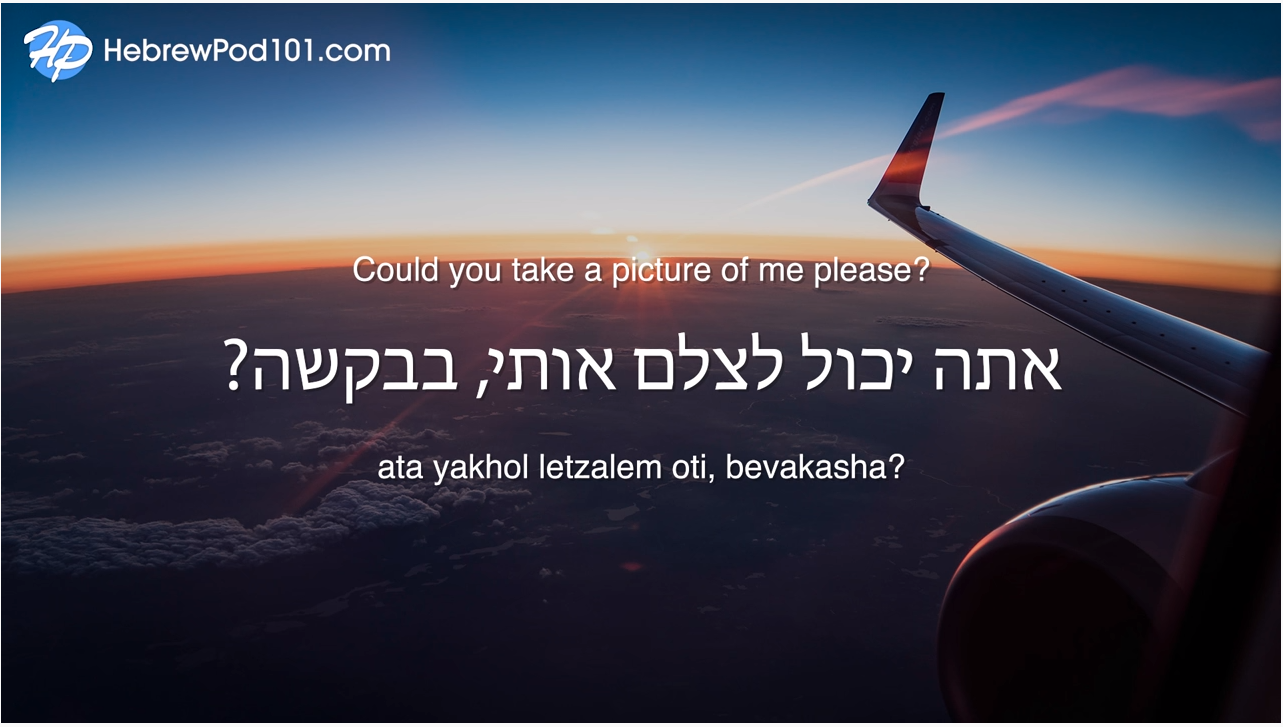 HebrewPod101.com
Could you take a picture of me please?
אתה יכול לצלם אותי, בבקשה?
ata yakhol letzalem oti, bevakasha?